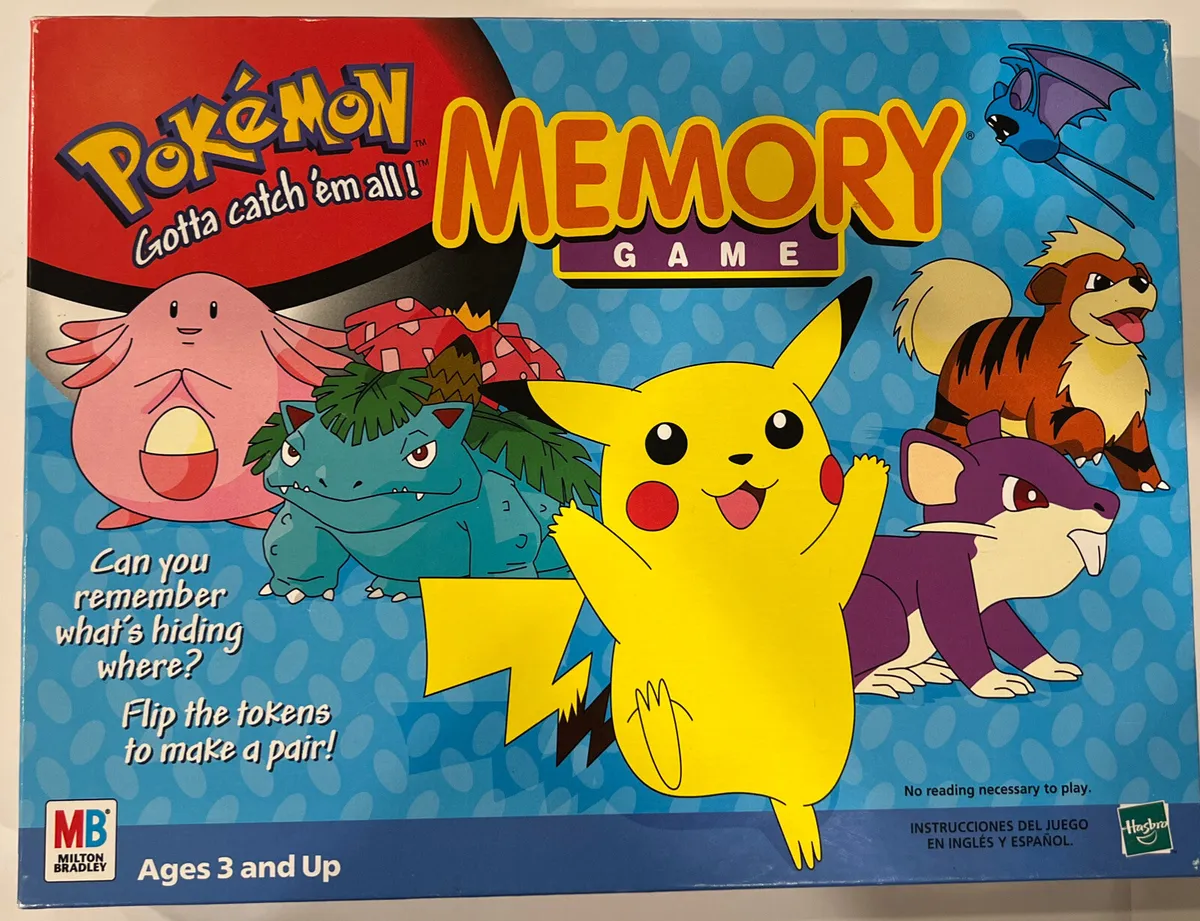 POKéMON™
Gotta catch 'em all!™
MEMORY®
GAME
Can you
remember
what's hiding
where?
Flip the tokens
to make a pair!
No reading necessary to play.
INSTRUCCIONES DEL JUEGO
EN INGLÉS Y ESPAÑOL.
Hasbro
MB®
MILTON
BRADLEY
Ages 3 and Up